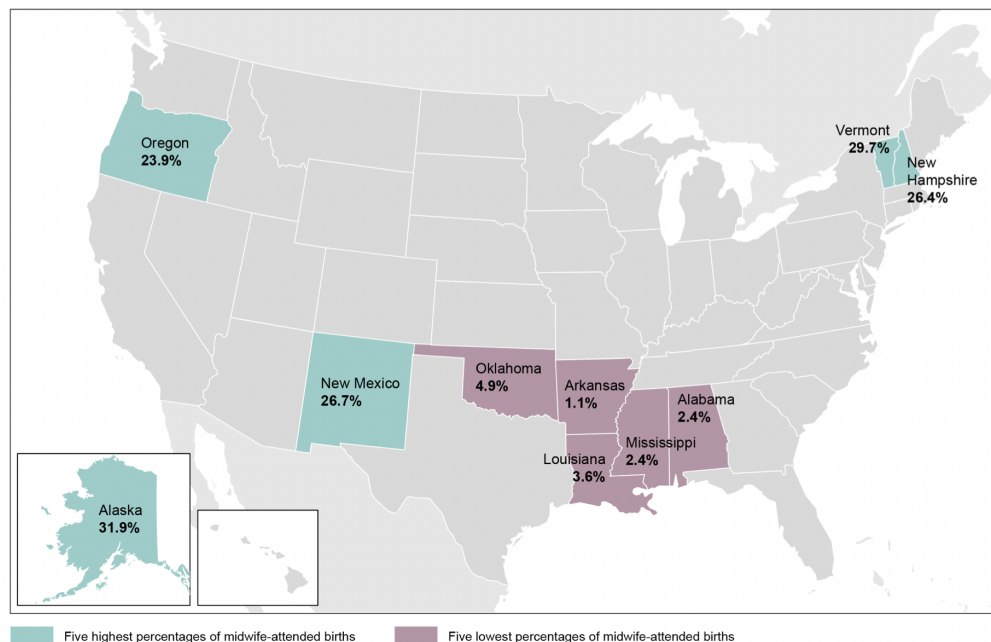 Oregon
23.9%
Vermont
29.7%
New
Hampshire
26.4%
New Mexico
26.7%
Oklahoma
4.9%
Arkansas
1.1%
Alabama
2.4%
Mississippi
2.4%
Louisiana
3.6%
Alaska
31.9%
Five highest percentages of midwife-attended births
Five lowest percentages of midwife-attended births